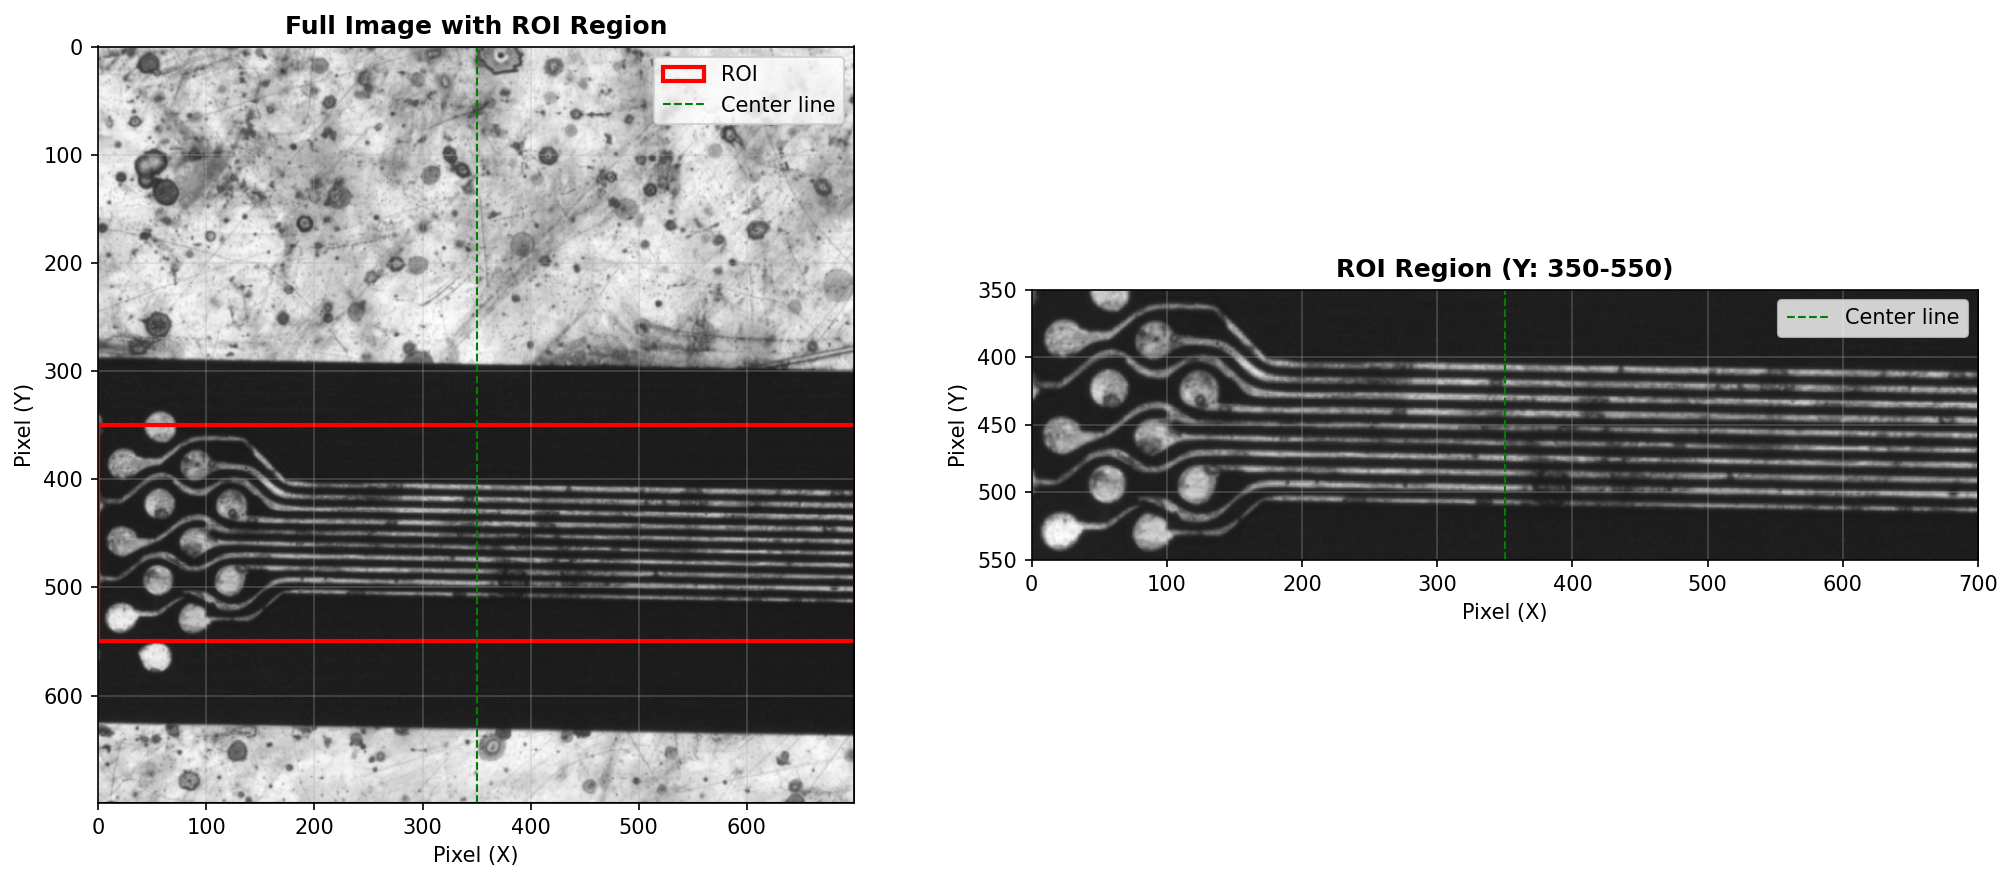 Full Image with ROI Region
ROI
Center line
0
100
200
300
400
500
600
Pixel (Y)
0 100 200 300 400 500 600
Pixel (X)
ROI Region (Y: 350-550)
Center line
350
400
450
500
550
Pixel (Y)
0 100 200 300 400 500 600 700
Pixel (X)